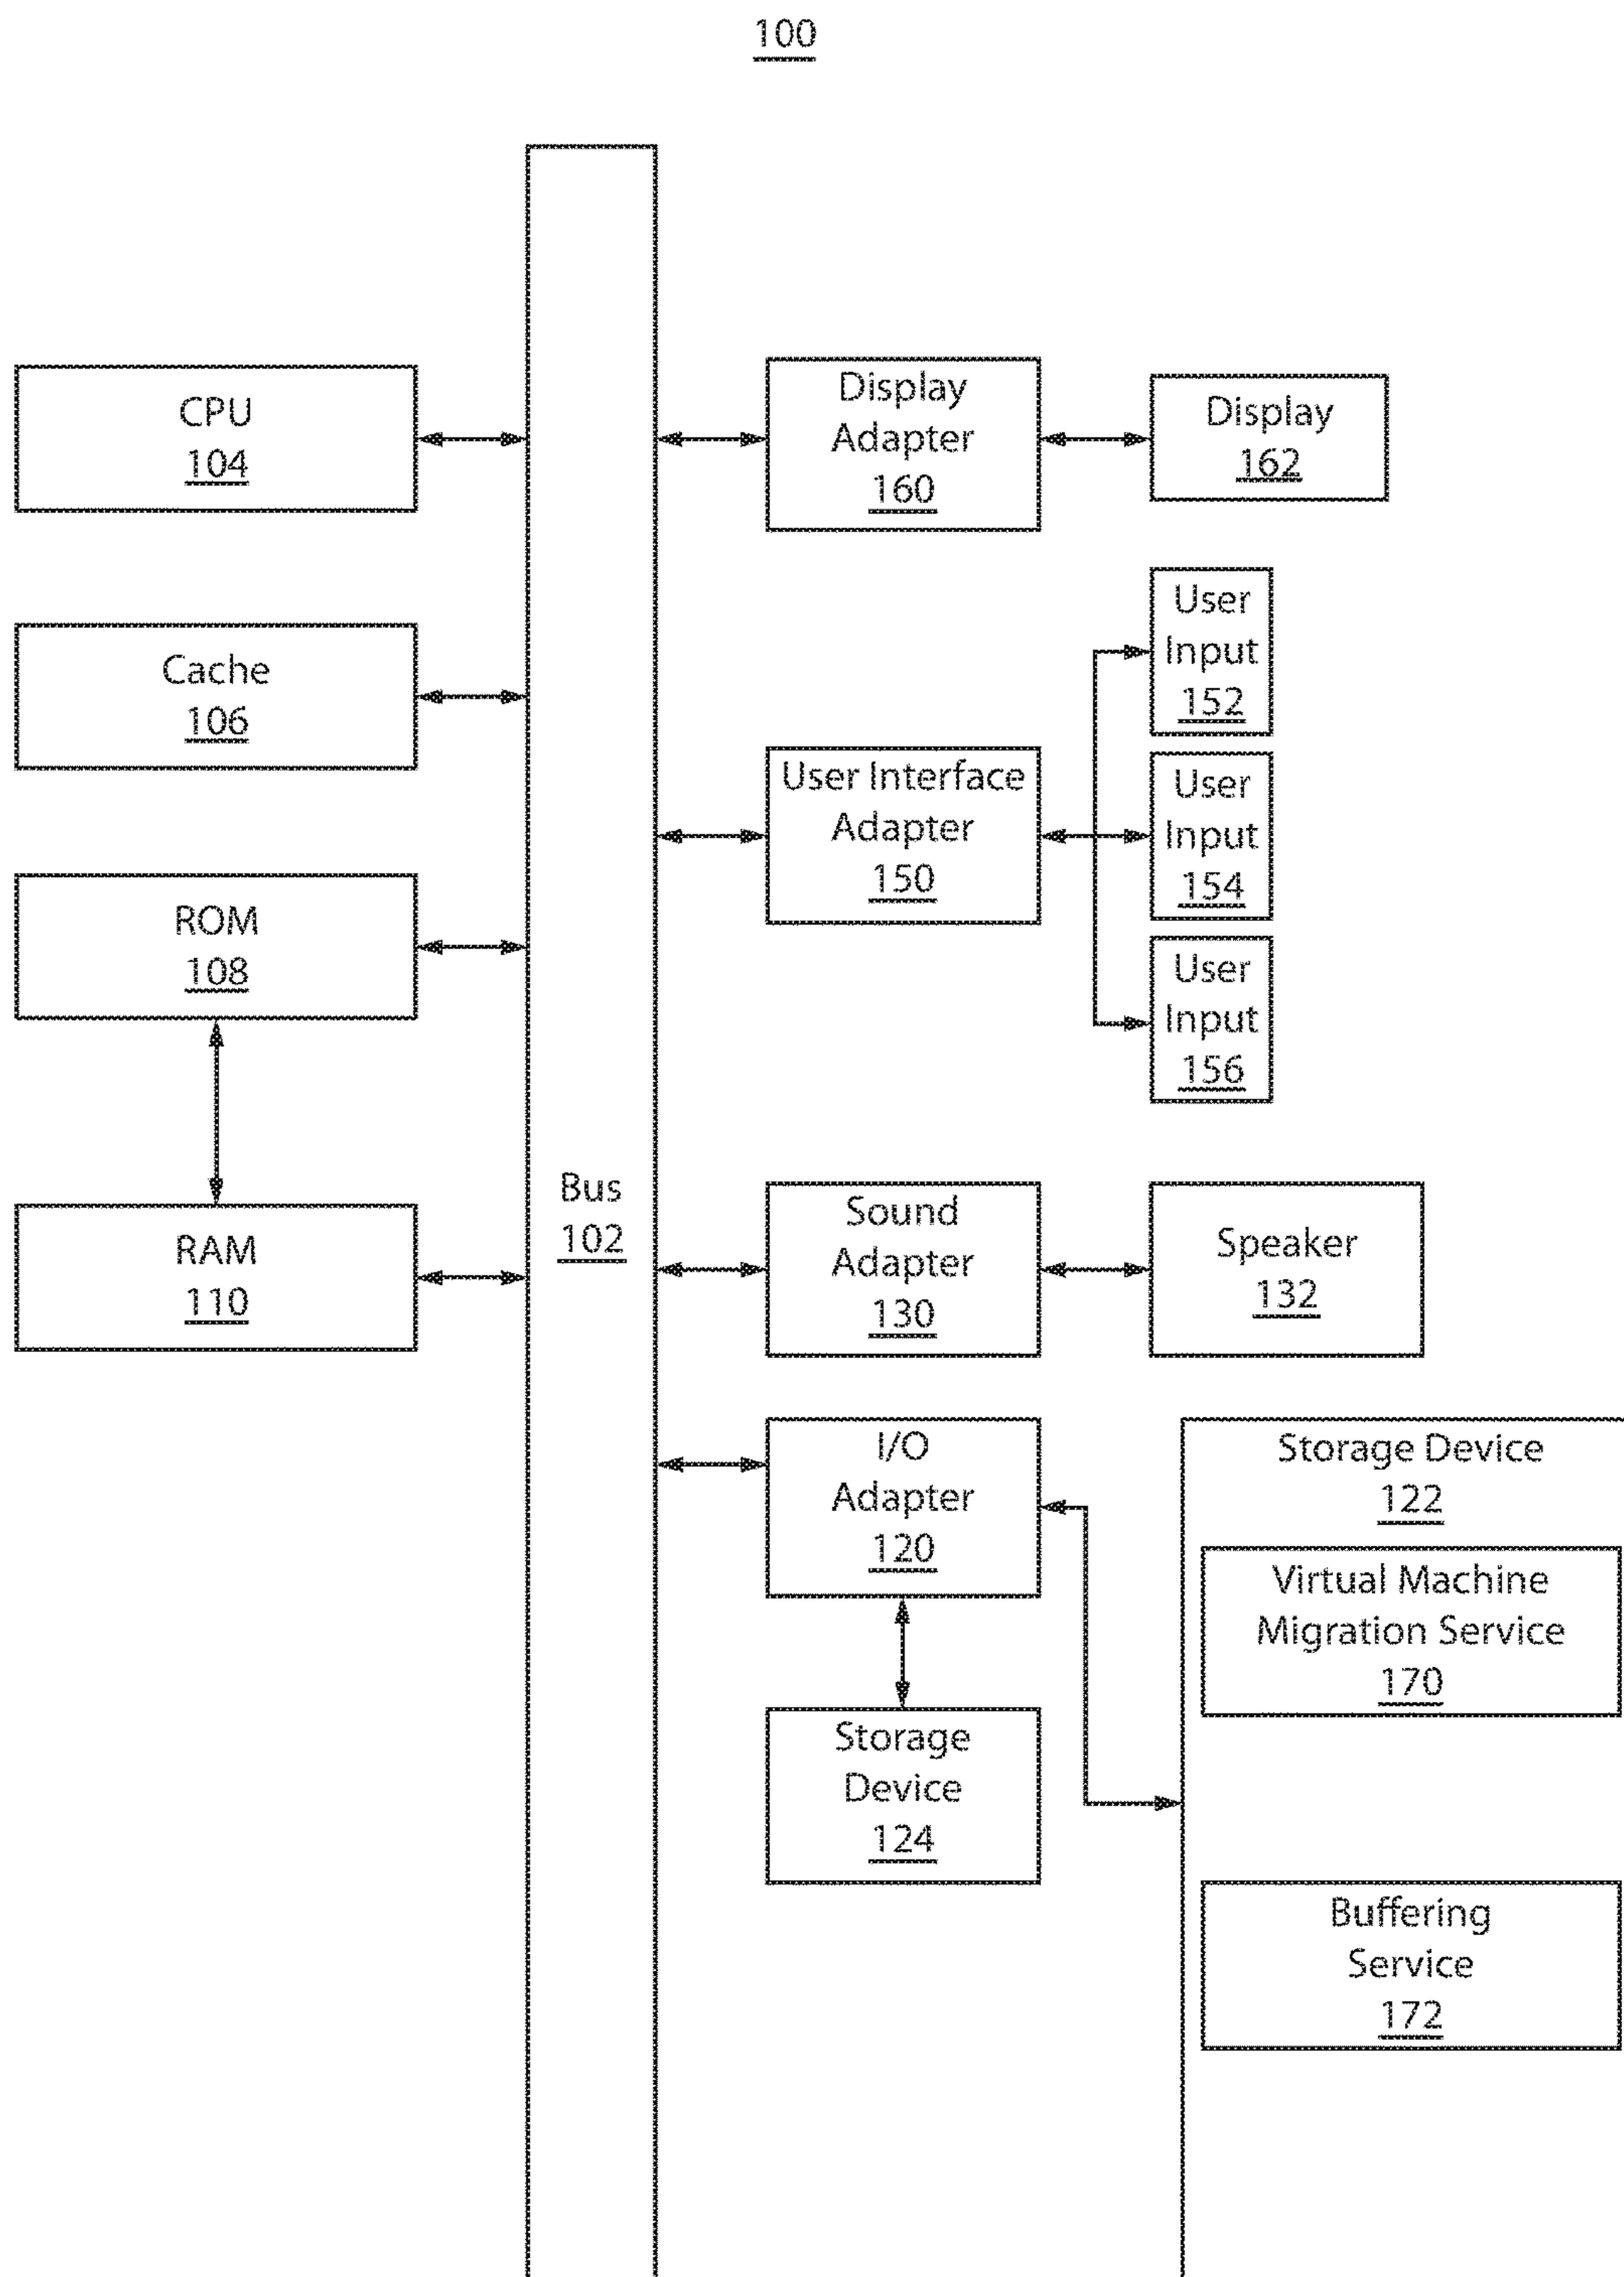 100
CPU
104
Cache
106
ROM
108
RAM
110
Bus
102
Display
Adapter
160
Display
162
User Interface
Adapter
150
User
Input
152
User
Input
154
User
Input
156
Sound
Adapter
130
Speaker
132
I/O
Adapter
120
Storage
Device
124
Storage Device
122
Virtual Machine
Migration Service
170
Buffering
Service
172